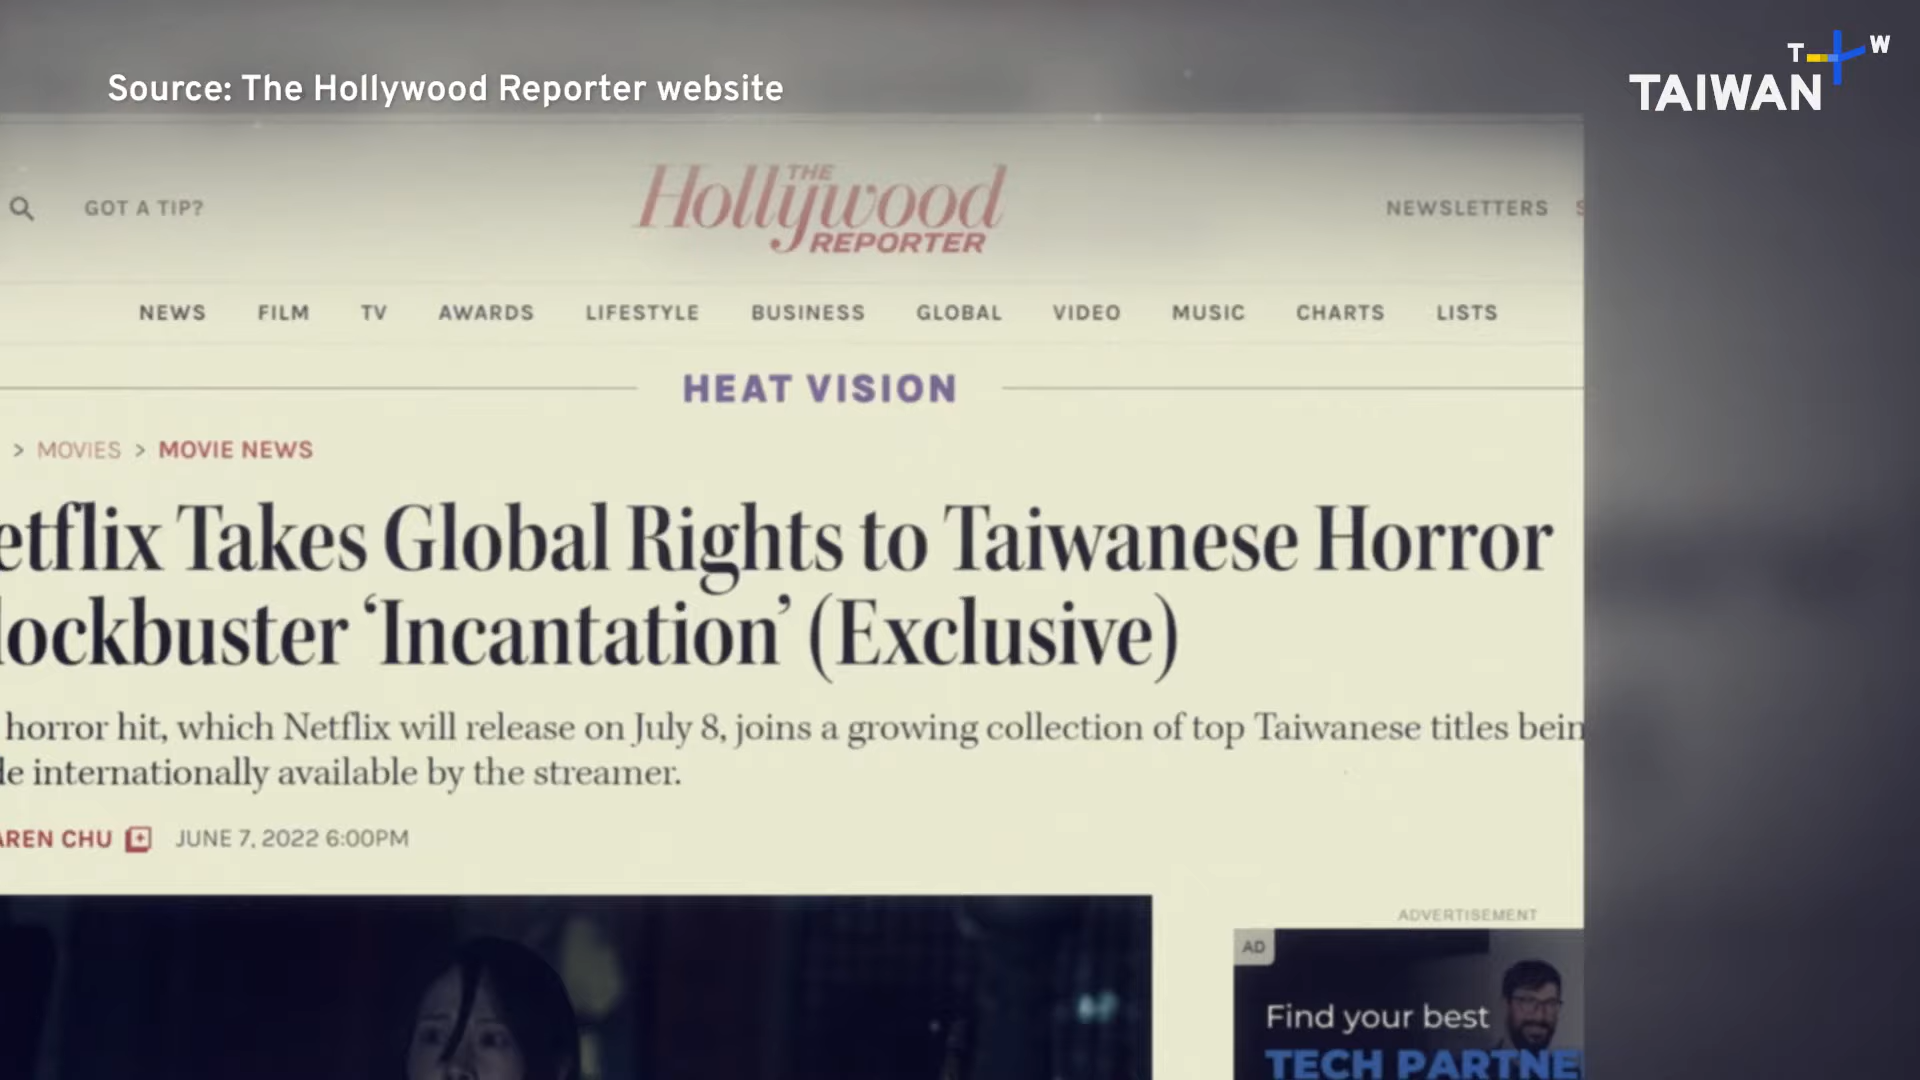 Source: The Hollywood Reporter website
T W
TAIWAN
GOT A TIP?
THE
Hollywood
REPORTER
NEWSLETTERS
NEWS FILM TV AWARDS LIFESTYLE BUSINESS GLOBAL VIDEO MUSIC CHARTS LISTS
HEAT VISION
> MOVIES > MOVIE NEWS
etflix Takes Global Rights to Taiwanese Horror
lockbuster ‘Incantation’ (Exclusive)
horror hit, which Netflix will release on July 8, joins a growing collection of top Taiwanese titles bein
le internationally available by the streamer.
AREN CHU JUNE 7, 2022 6:00PM
ADVERTISEMENT
AD
Find your best
TECH PARTNE